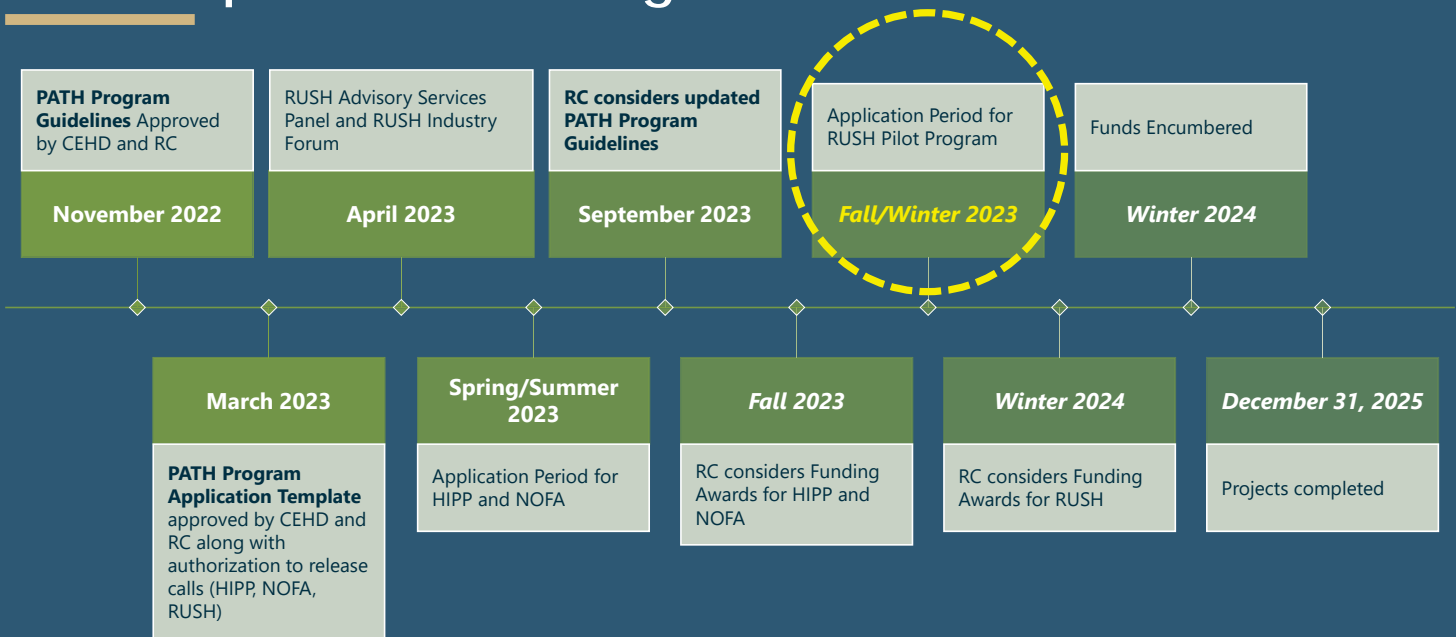 PATH Program
Guidelines Approved
by CEHD and RC
November 2022
RUSH Advisory Services
Panel and RUSH Industry
Forum
April 2023
RC considers updated
PATH Program
Guidelines
September 2023
Application Period for
RUSH Pilot Program
Fall/Winter 2023
Funds Encumbered
Winter 2024
March 2023
PATH Program
Application Template
approved by CEHD and
RC along with
authorization to release
calls (HIPP, NOFA,
RUSH)
Spring/Summer
2023
Application Period for
HIPP and NOFA
Fall 2023
RC considers Funding
Awards for HIPP and
NOFA
Winter 2024
RC considers Funding
Awards for RUSH
December 31, 2025
Projects completed